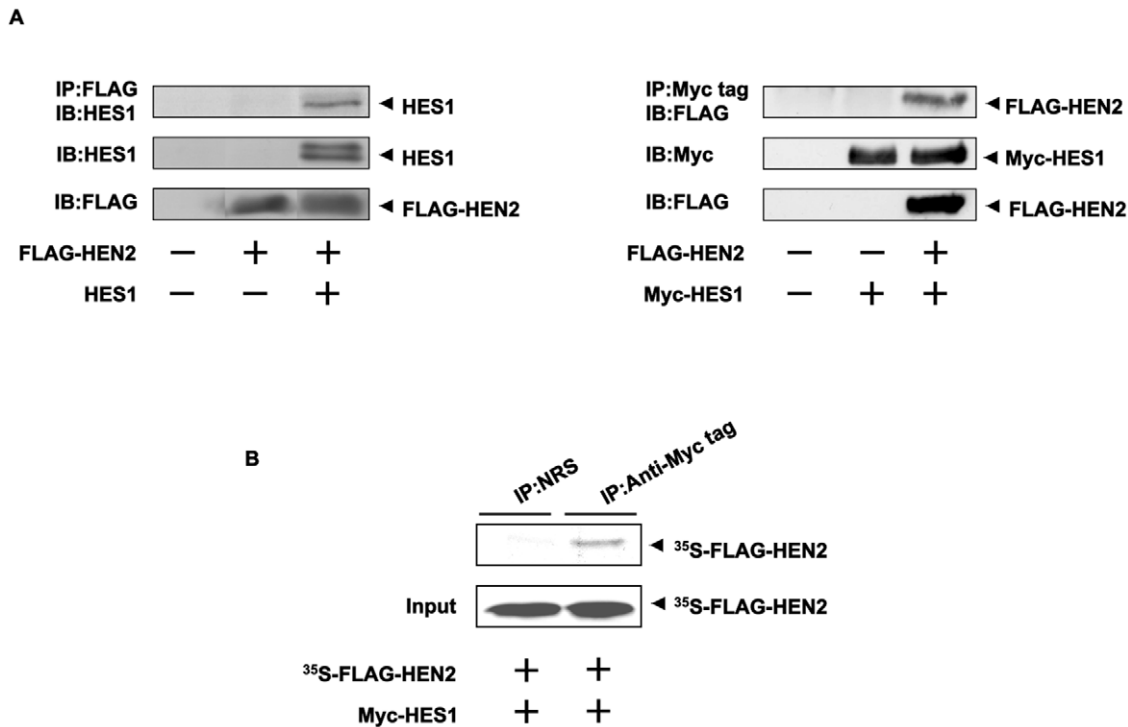 A
IP:FLAG
IB:HES1
HES1
IB:HES1
HES1
IB:FLAG
FLAG-HEN2
FLAG-HEN2 − + +
HES1 − − +
IP:Myc tag
IB:FLAG
FLAG-HEN2
IB:Myc
Myc-HES1
IB:FLAG
FLAG-HEN2
FLAG-HEN2 − − +
Myc-HES1 − + +
B
IP:NRS
IP:Anti-Myc tag
³⁵S-FLAG-HEN2
Input
³⁵S-FLAG-HEN2
³⁵S-FLAG-HEN2 + +
Myc-HES1 + +